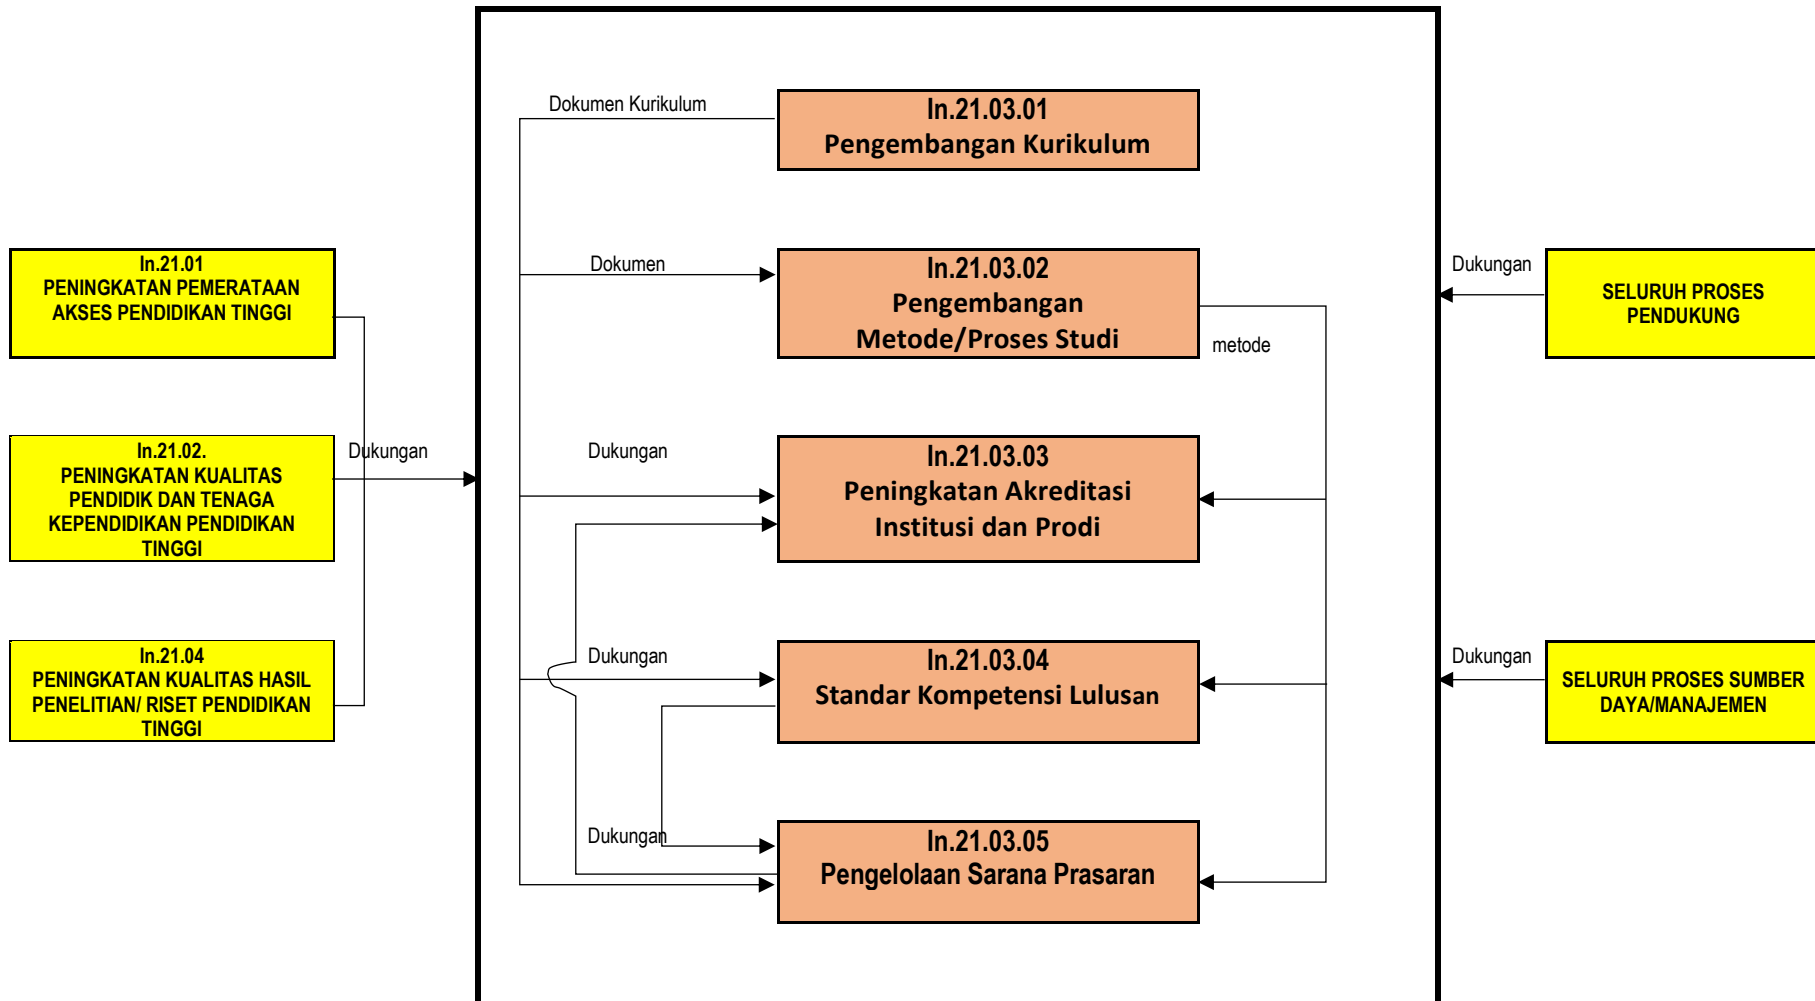 Dokumen Kurikulum
In.21.03.01
Pengembangan Kurikulum
In.21.01
PENINGKATAN PEMERATAAN
AKSES PENDIDIKAN TINGGI
Dokumen
In.21.03.02
Pengembangan
Metode/Proses Studi
metode
Dukungan
SELURUH PROSES
PENDUKUNG
In.21.02.
PENINGKATAN KUALITAS
PENDIDIK DAN TENAGA
KEPENDIDIKAN PENDIDIKAN
TINGGI
Dukungan
Dukungan
In.21.03.03
Peningkatan Akreditasi
Institusi dan Prodi
In.21.04
PENINGKATAN KUALITAS HASIL
PENELITIAN/ RISET PENDIDIKAN
TINGGI
Dukungan
In.21.03.04
Standar Kompetensi Lulusan
Dukungan
SELURUH PROSES SUMBER
DAYA/MANAJEMEN
Dukungan
In.21.03.05
Pengelolaan Sarana Prasaran